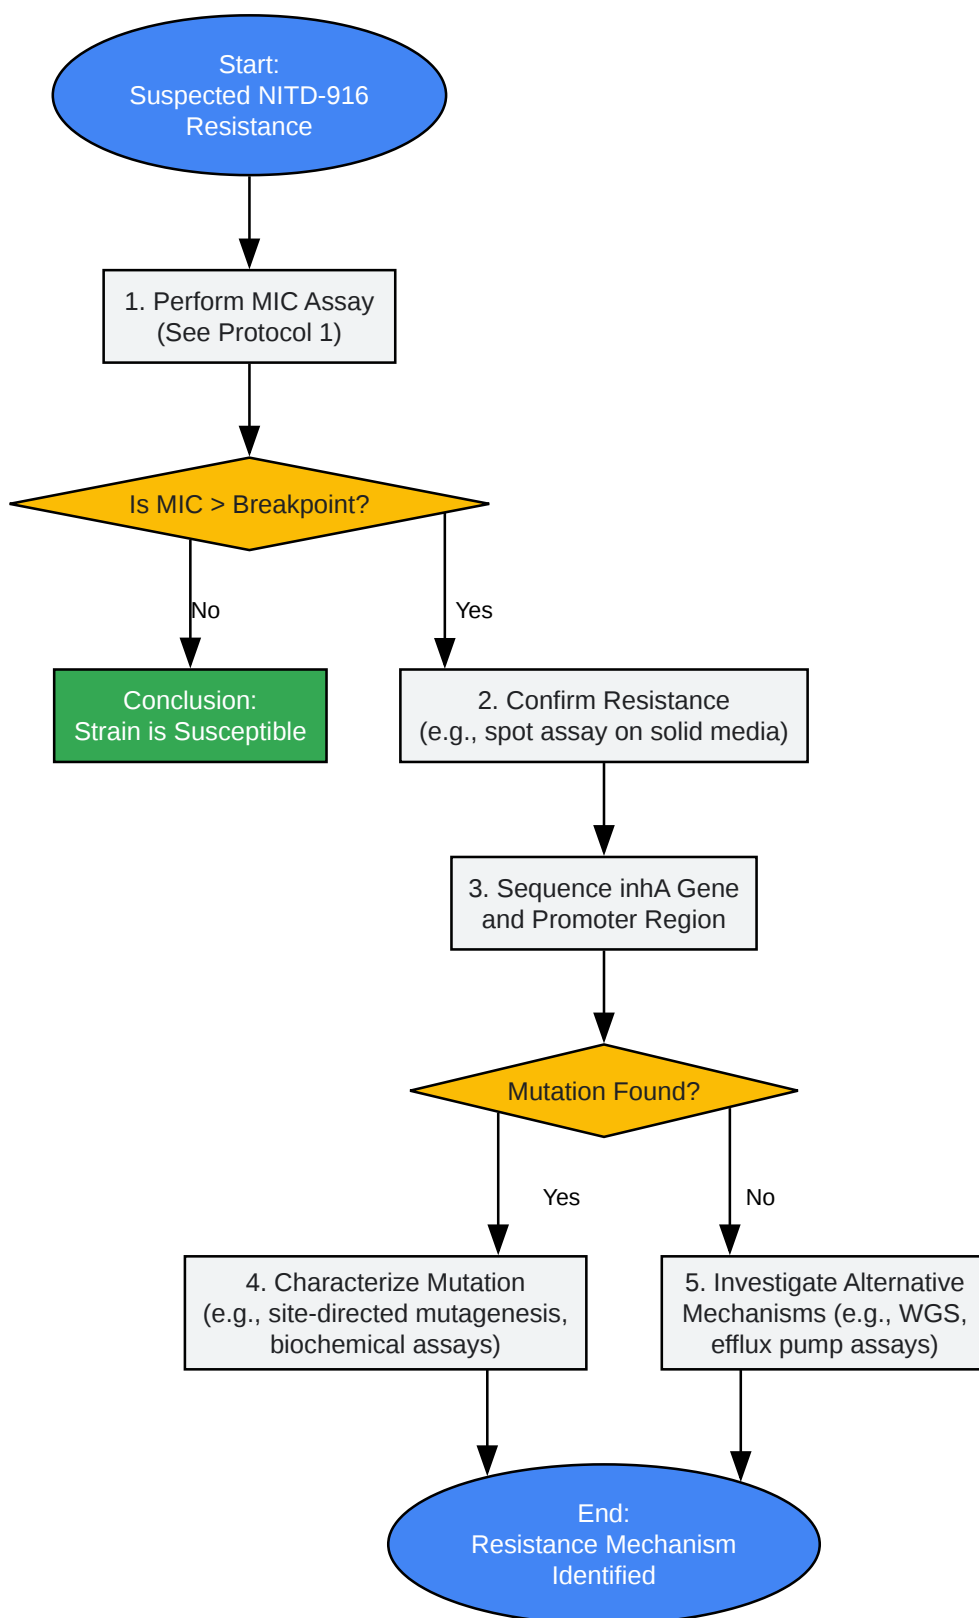 Start:
Suspected NITD-916
Resistance
1. Perform MIC Assay
(See Protocol 1)
Is MIC > Breakpoint?
No
Yes
Conclusion:
Strain is Susceptible
2. Confirm Resistance
(e.g., spot assay on solid media)
3. Sequence inhA Gene
and Promoter Region
Mutation Found?
Yes
No
4. Characterize Mutation
(e.g., site-directed mutagenesis,
biochemical assays)
5. Investigate Alternative
Mechanisms (e.g., WGS,
efflux pump assays)
End:
Resistance Mechanism
Identified